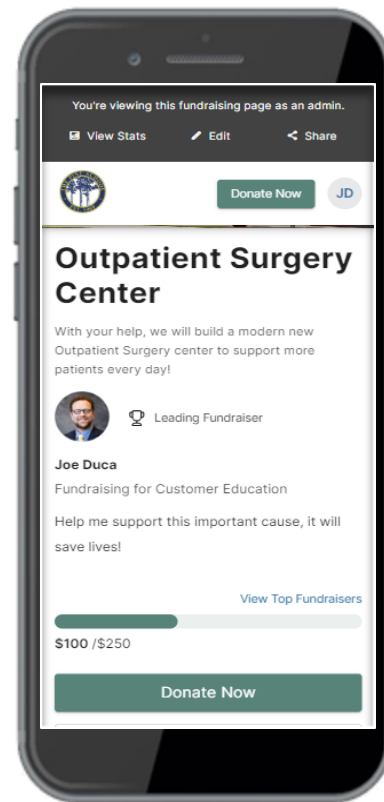 You're viewing this fundraising page as an admin.
View Stats Edit Share
Donate Now JD
Outpatient Surgery
Center
With your help, we will build a modern new
Outpatient Surgery center to support more
patients every day!
Leading Fundraiser
Joe Duca
Fundraising for Customer Education
Help me support this important cause, it will
save lives!
View Top Fundraisers
$100 /$250
Donate Now